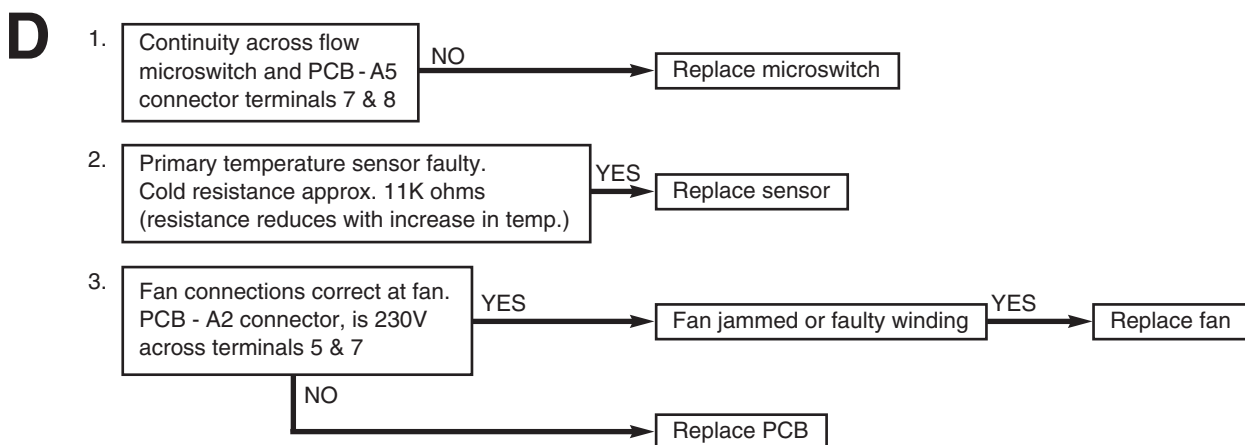 D
1.
Continuity across flow
microswitch and PCB - A5
connector terminals 7 & 8
NO
Replace microswitch
2.
Primary temperature sensor faulty.
Cold resistance approx. 11K ohms
(resistance reduces with increase in temp.)
YES
Replace sensor
3.
Fan connections correct at fan.
PCB - A2 connector, is 230V
across terminals 5 & 7
YES
Fan jammed or faulty winding
YES
Replace fan
NO
Replace PCB